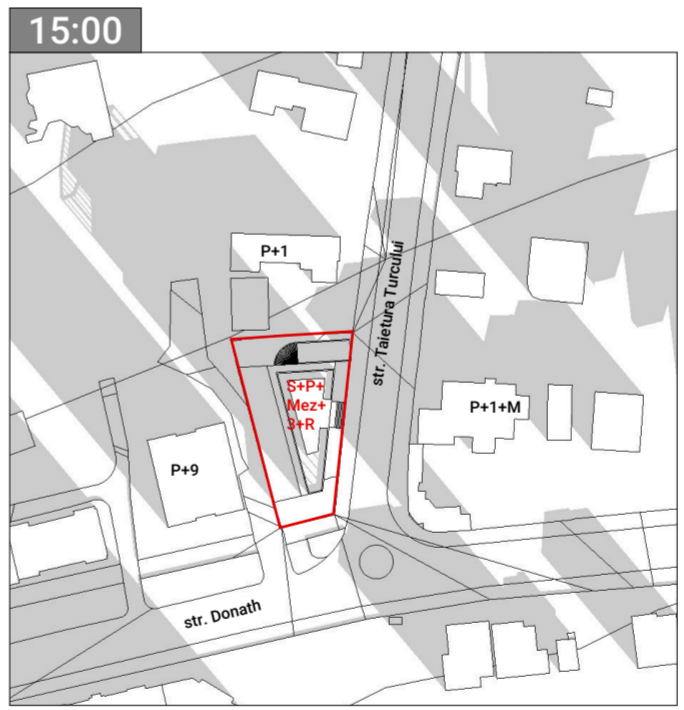 15:00
P+1
str. Taietura Turcului
S+P+
Mez+
3+R
P+1+M
P+9
str. Donath